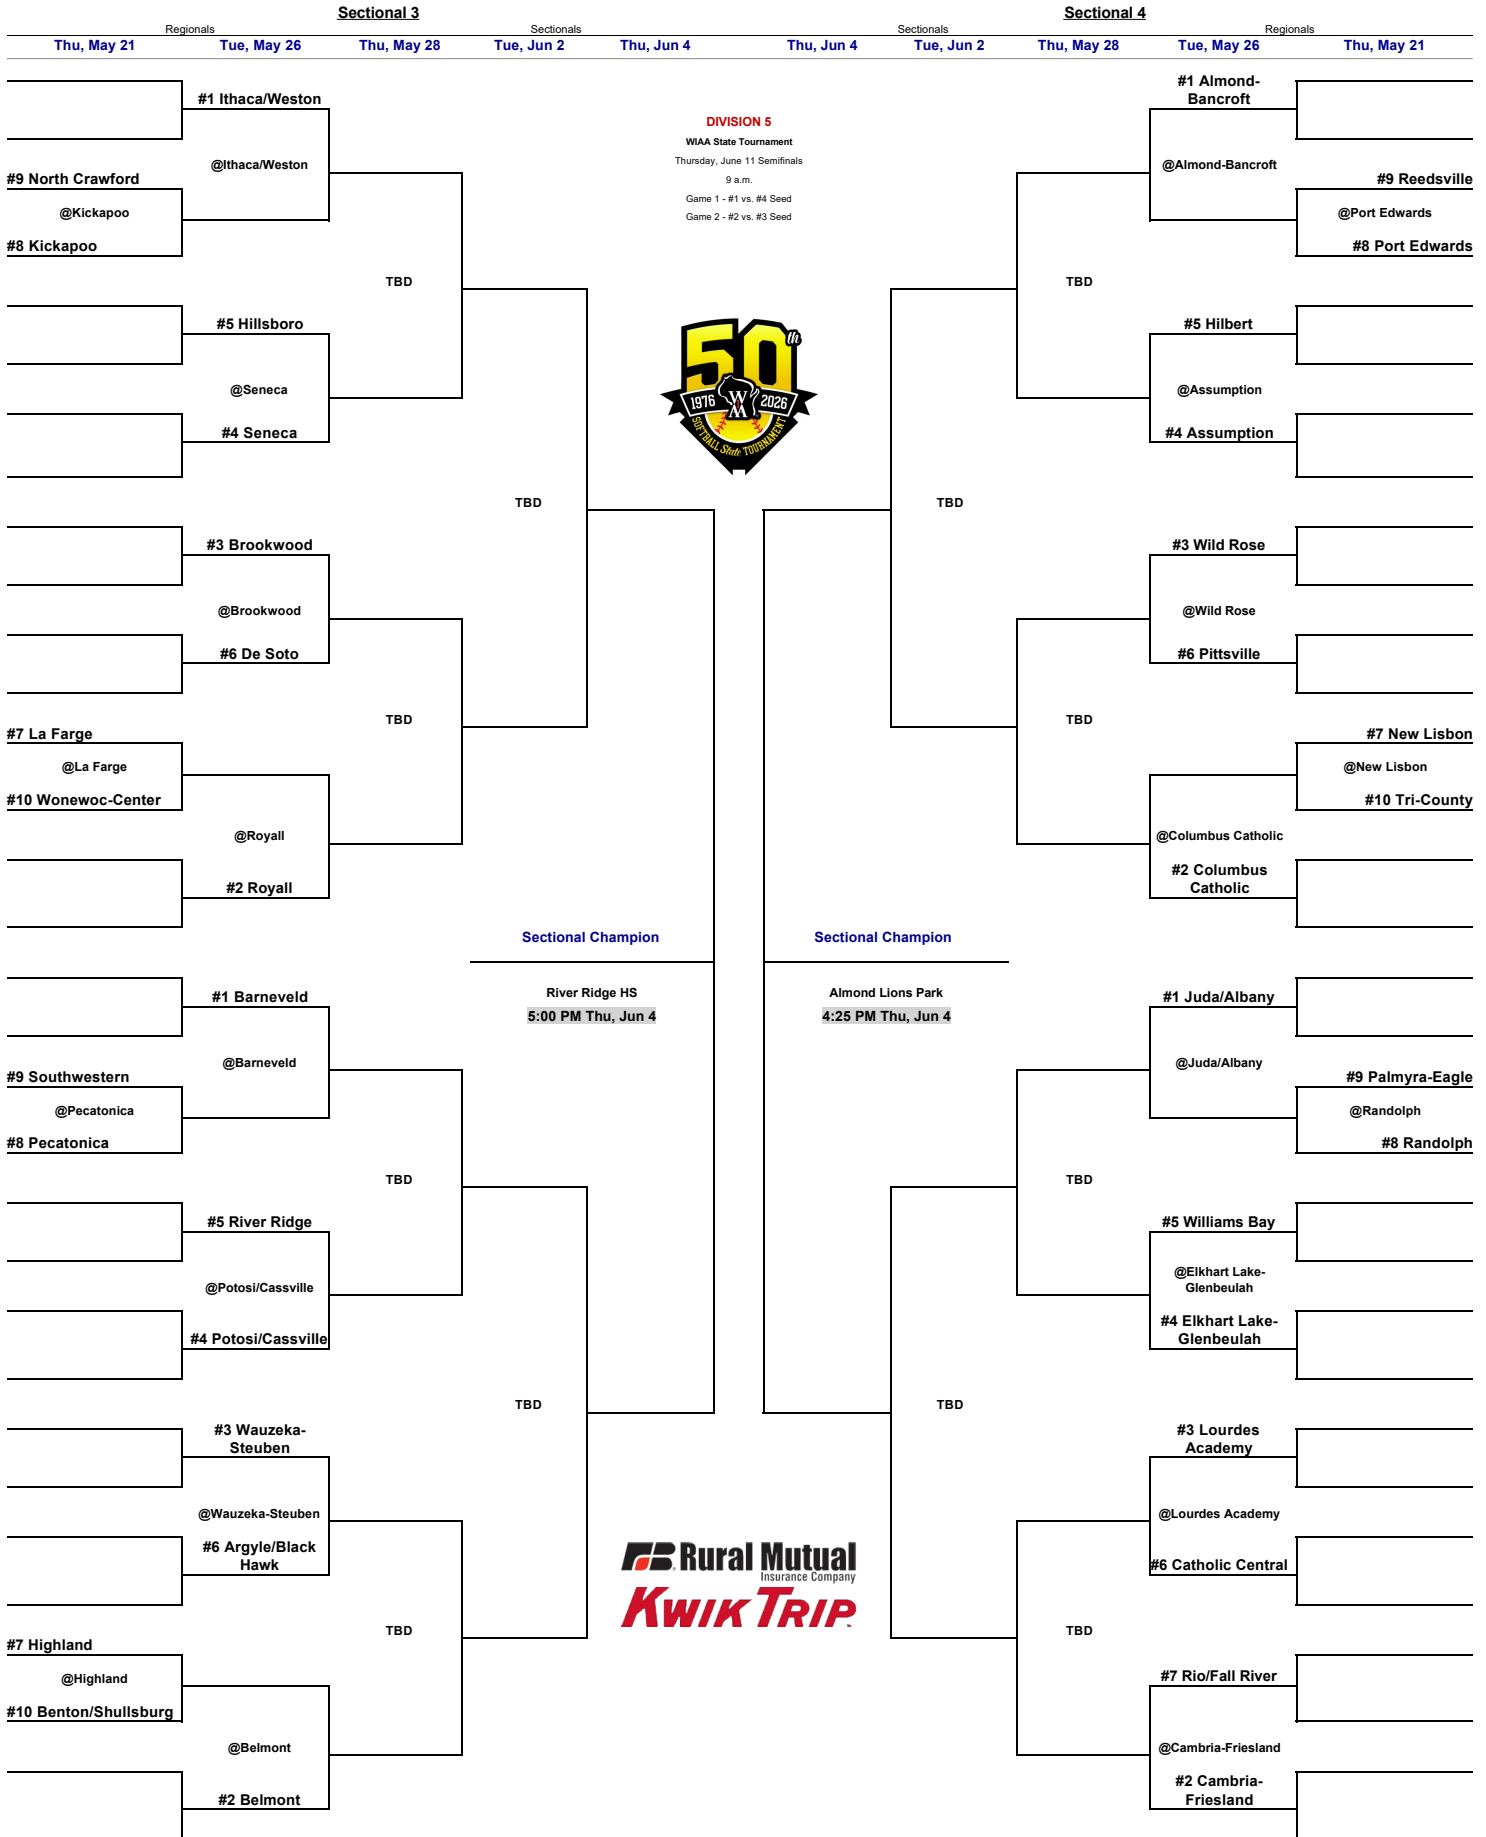 Sectional 3
Sectional 4
Regionals
Sectionals
Sectionals
Regionals
Thu, May 21
Tue, May 26
Thu, May 28
Tue, Jun 2
Thu, Jun 4
Thu, Jun 4
Tue, Jun 2
Thu, May 28
Tue, May 26
Thu, May 21
#1 Ithaca/Weston
@Ithaca/Weston
#9 North Crawford
@Kickapoo
#8 Kickapoo
TBD
#5 Hillsboro
@Seneca
#4 Seneca
TBD
#3 Brookwood
@Brookwood
#6 De Soto
TBD
#7 La Farge
@La Farge
#10 Wonewoc-Center
@Royall
#2 Royall
DIVISION 5
WIAA State Tournament
Thursday, June 11 Semifinals
9 a.m.
Game 1 - #1 vs. #4 Seed
Game 2 - #2 vs. #3 Seed
50th
1976
WIAA
2026
SOFTBALL State TOURNAMENT
#1 Almond-
Bancroft
@Almond-Bancroft
#9 Reedsville
@Port Edwards
#8 Port Edwards
TBD
#5 Hilbert
@Assumption
#4 Assumption
TBD
#3 Wild Rose
@Wild Rose
#6 Pittsville
TBD
#7 New Lisbon
@New Lisbon
#10 Tri-County
@Columbus Catholic
#2 Columbus
Catholic
Sectional Champion
River Ridge HS
5:00 PM Thu, Jun 4
Sectional Champion
Almond Lions Park
4:25 PM Thu, Jun 4
#1 Barneveld
@Barneveld
#9 Southwestern
@Pecatonica
#8 Pecatonica
TBD
#5 River Ridge
@Potosi/Cassville
#4 Potosi/Cassville
TBD
#3 Wauzeka-
Steuben
@Wauzeka-Steuben
#6 Argyle/Black
Hawk
TBD
#7 Highland
@Highland
#10 Benton/Shullsburg
@Belmont
#2 Belmont
#1 Juda/Albany
@Juda/Albany
#9 Palmyra-Eagle
@Randolph
#8 Randolph
TBD
#5 Williams Bay
@Elkhart Lake-
Glenbeulah
#4 Elkhart Lake-
Glenbeulah
TBD
#3 Lourdes
Academy
@Lourdes Academy
#6 Catholic Central
TBD
#7 Rio/Fall River
@Cambria-Friesland
#2 Cambria-
Friesland
Rural Mutual
Insurance Company
KWIK TRIP